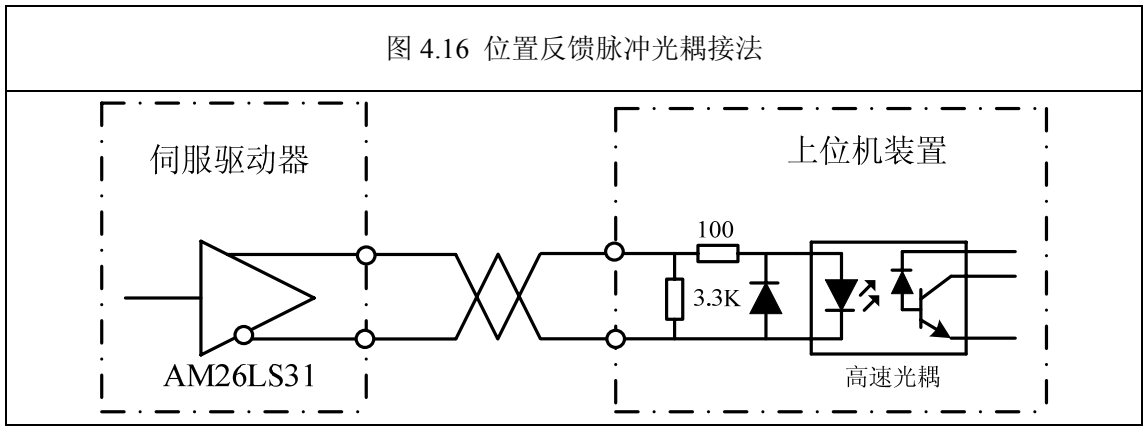 图 4.16 位置反馈脉冲光耦接法
伺服驱动器
上位机装置
100
3.3K
AM26LS31
高速光耦